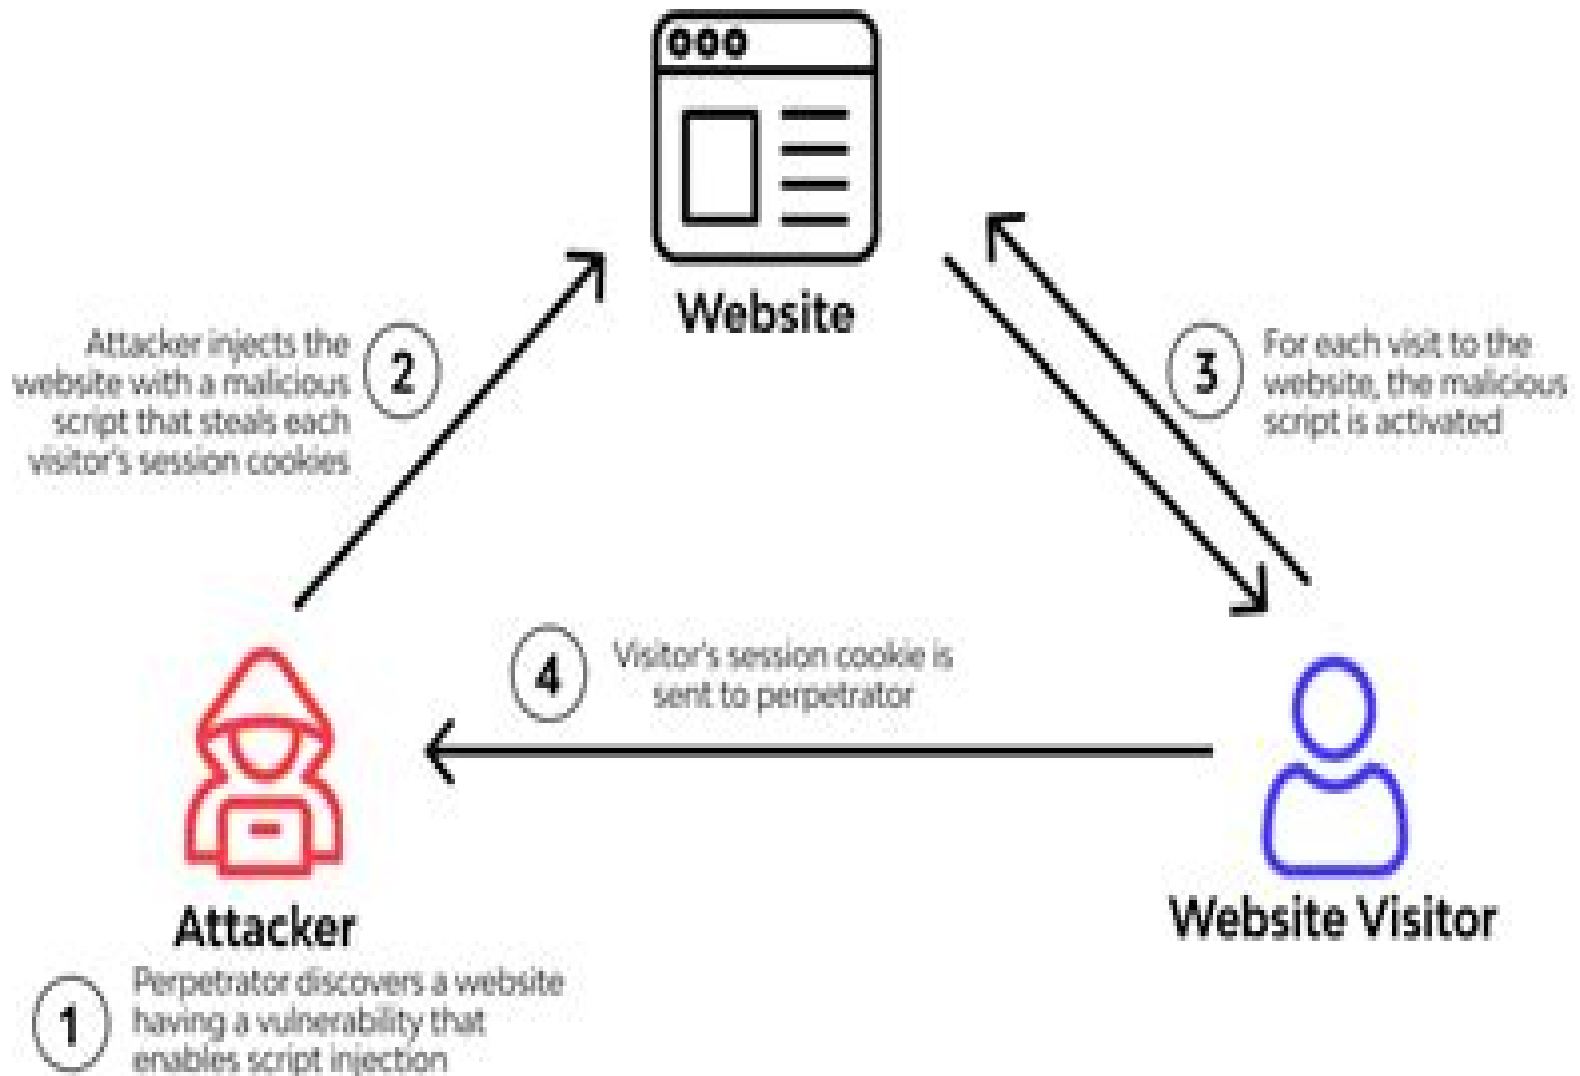 Website
Attacker injects the
website with a malicious
script that steals each
visitor's session cookies
2
3
For each visit to the
website, the malicious
script is activated
4
Visitor's session cookie is
sent to perpetrator
Attacker
Website Visitor
1
Perpetrator discovers a website
having a vulnerability that
enables script injection